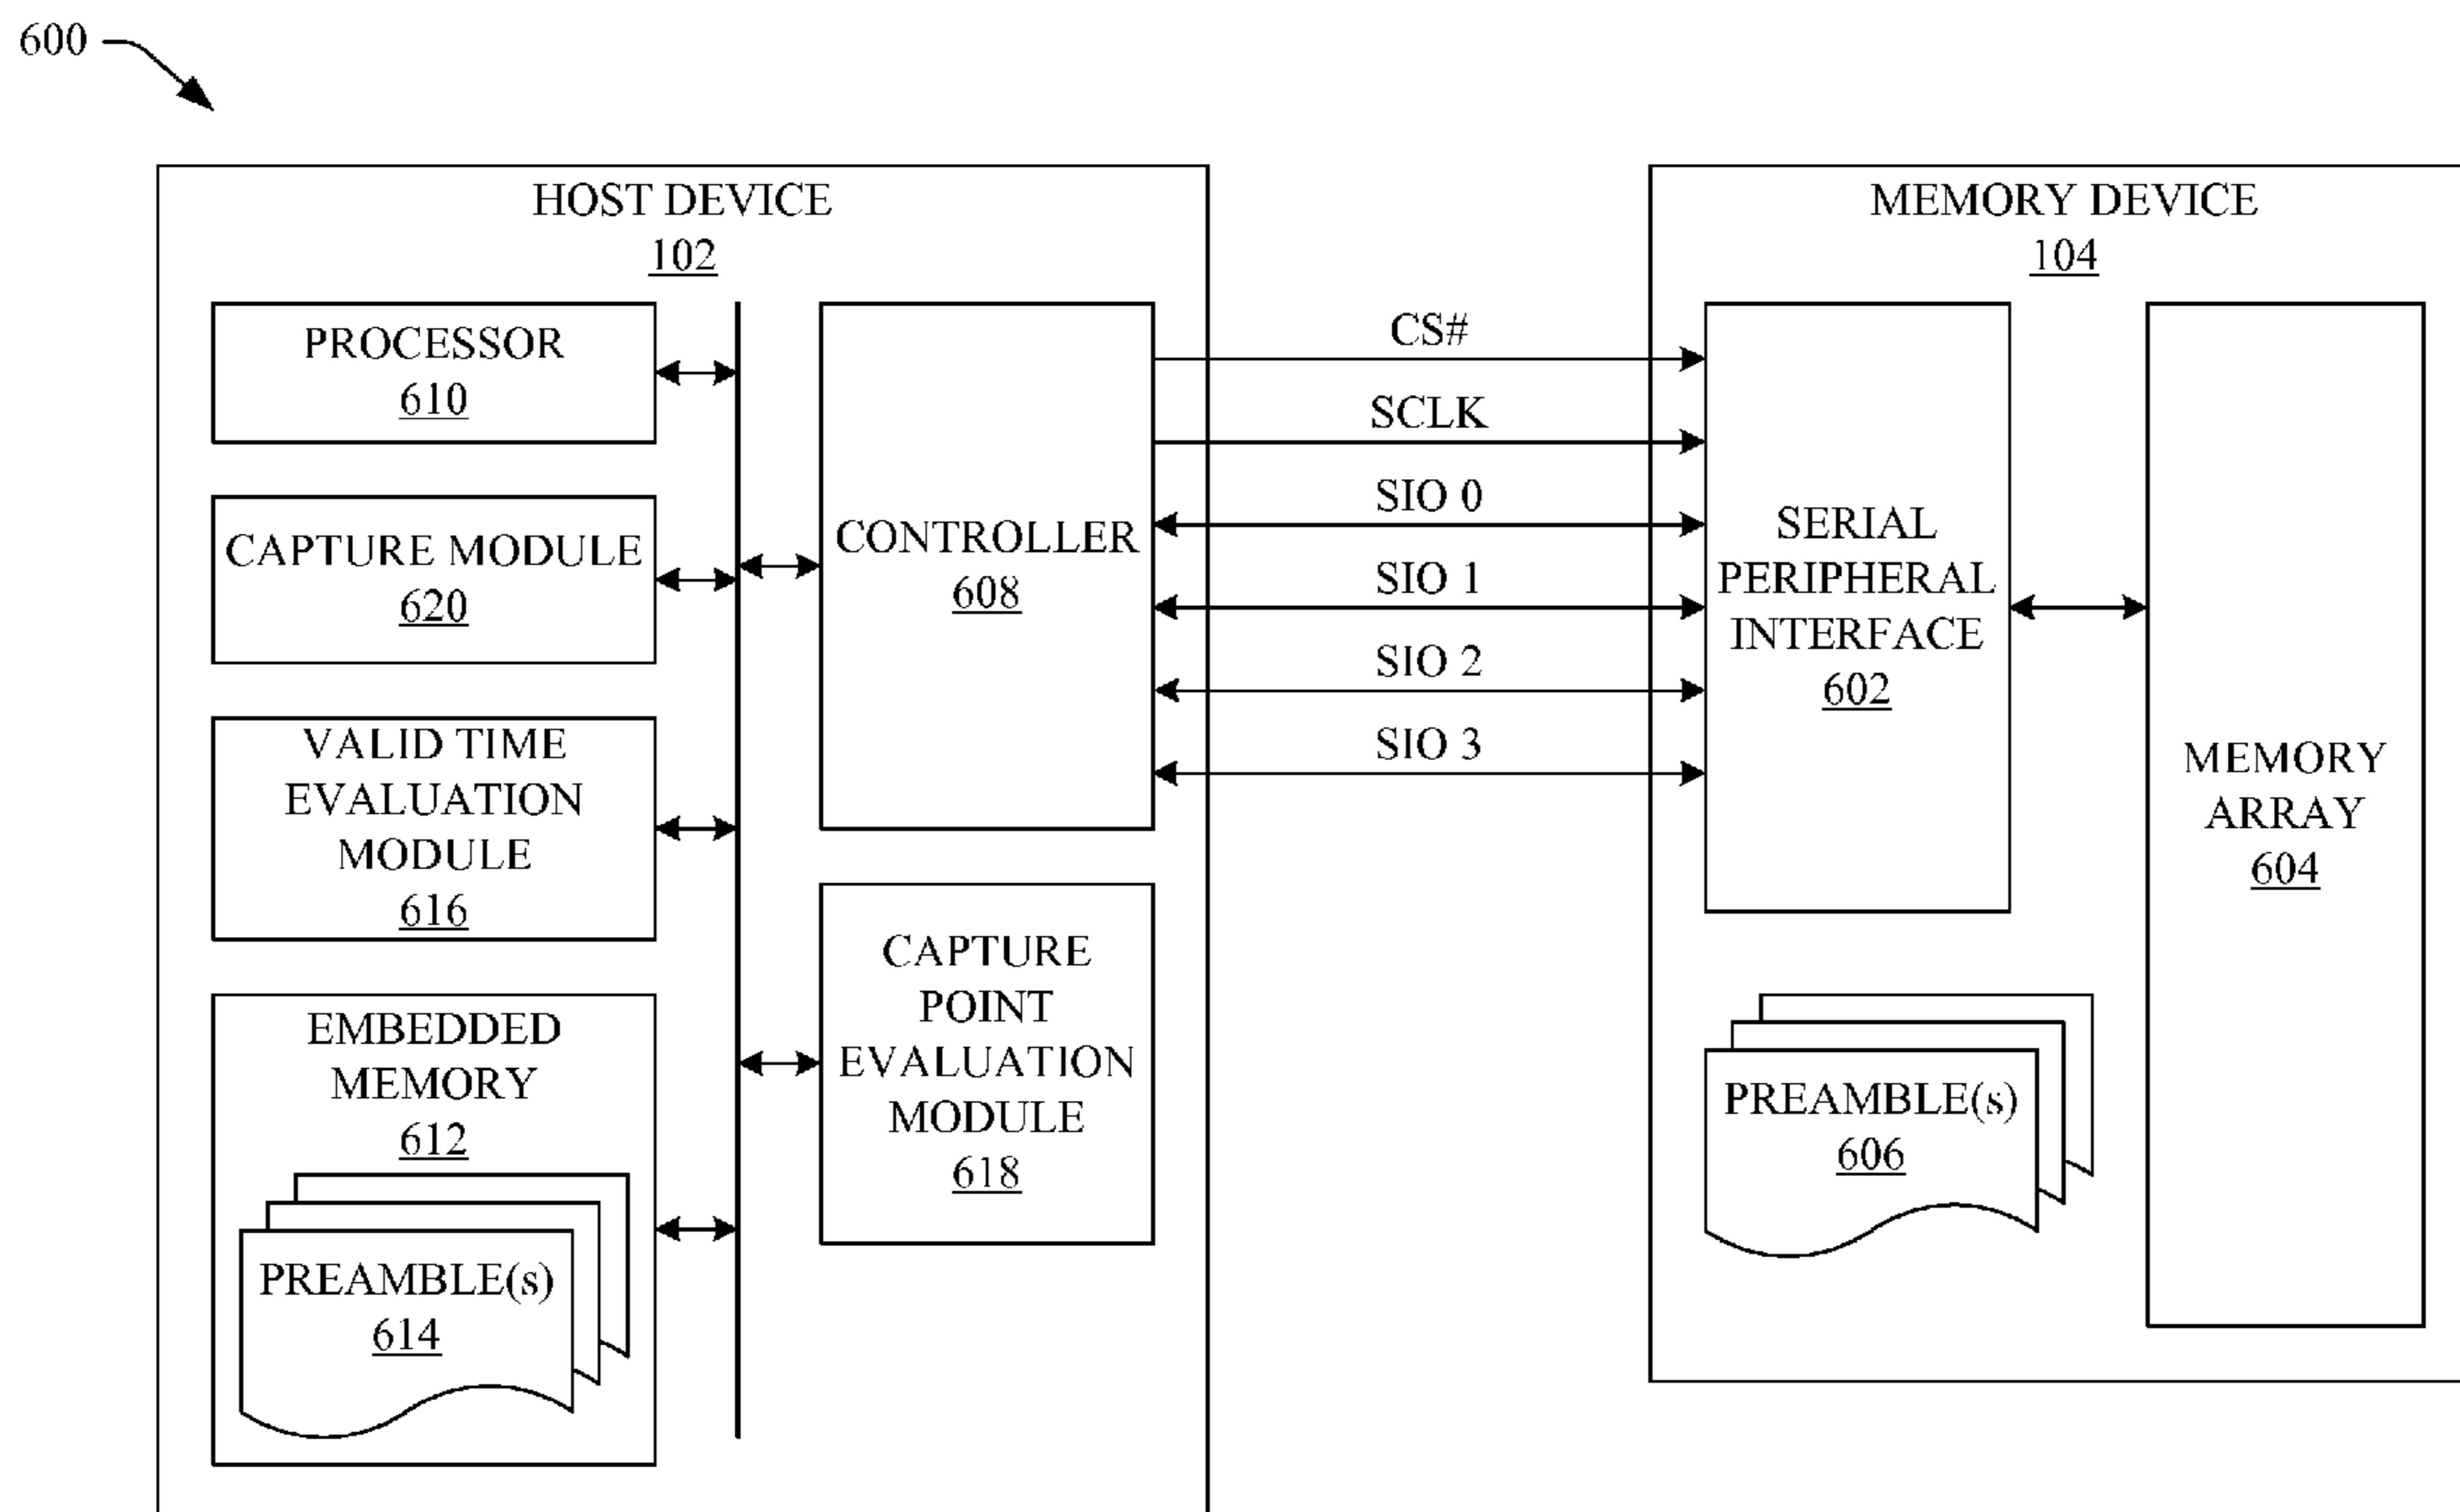 600
HOST DEVICE
102
PROCESSOR
610
CAPTURE MODULE
620
VALID TIME
EVALUATION
MODULE
616
EMBEDDED
MEMORY
612
PREAMBLE(s)
614
CONTROLLER
608
CAPTURE
POINT
EVALUATION
MODULE
618
CS#
SCLK
SIO 0
SIO 1
SIO 2
SIO 3
MEMORY DEVICE
104
SERIAL
PERIPHERAL
INTERFACE
602
PREAMBLE(s)
606
MEMORY
ARRAY
604